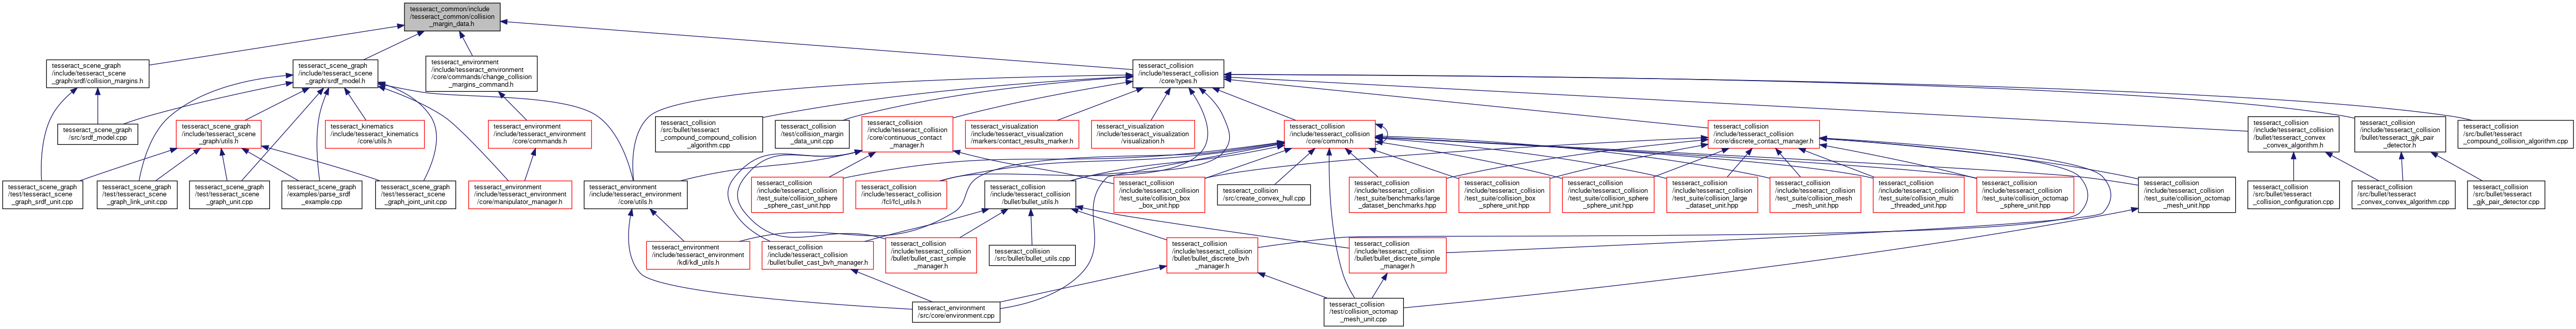 tesseract_common/include
/tesseract_common/collision
_margin_data.h
tesseract_scene_graph
/include/tesseract_scene
_graph/srdf/collision_margins.h
tesseract_scene_graph
/include/tesseract_scene
_graph/srdf_model.h
tesseract_environment
/include/tesseract_environment
/core/commands/change_collision
_margins_command.h
tesseract_collision
/include/tesseract_collision
/core/types.h
tesseract_scene_graph
/src/srdf_model.cpp
tesseract_scene_graph
/include/tesseract_scene
_graph/utils.h
tesseract_kinematics
/include/tesseract_kinematics
/core/utils.h
tesseract_environment
/include/tesseract_environment
/core/commands.h
tesseract_collision
/src/bullet/tesseract
_compound_compound_collision
_algorithm.cpp
tesseract_collision
/test/collision_margin
_data_unit.cpp
tesseract_collision
/include/tesseract_collision
/core/continuous_contact
_manager.h
tesseract_visualization
/include/tesseract_visualization
/markers/contact_results_marker.h
tesseract_visualization
/include/tesseract_visualization
/visualization.h
tesseract_collision
/include/tesseract_collision
/core/common.h
tesseract_collision
/include/tesseract_collision
/core/discrete_contact_manager.h
tesseract_collision
/include/tesseract_collision
/bullet/tesseract_convex
_convex_algorithm.h
tesseract_collision
/include/tesseract_collision
/bullet/tesseract_gjk_pair
_detector.h
tesseract_collision
/src/bullet/tesseract
_compound_collision_algorithm.cpp
tesseract_scene_graph
/test/tesseract_scene
_graph_srdf_unit.cpp
tesseract_scene_graph
/test/tesseract_scene
_graph_link_unit.cpp
tesseract_scene_graph
/test/tesseract_scene
_graph_unit.cpp
tesseract_scene_graph
/examples/parse_srdf
_example.cpp
tesseract_scene_graph
/test/tesseract_scene
_graph_joint_unit.cpp
tesseract_environment
/include/tesseract_environment
/core/manipulator_manager.h
tesseract_environment
/include/tesseract_environment
/core/utils.h
tesseract_collision
/include/tesseract_collision
/test_suite/collision_sphere
_sphere_cast_unit.hpp
tesseract_collision
/include/tesseract_collision
/fcl/fcl_utils.h
tesseract_collision
/include/tesseract_collision
/bullet/bullet_utils.h
tesseract_collision
/include/tesseract_collision
/test_suite/collision_box
_box_unit.hpp
tesseract_collision
/src/create_convex_hull.cpp
tesseract_collision
/include/tesseract_collision
/test_suite/benchmarks/large
_dataset_benchmarks.hpp
tesseract_collision
/include/tesseract_collision
/test_suite/collision_box
_sphere_unit.hpp
tesseract_collision
/include/tesseract_collision
/test_suite/collision_sphere
_sphere_unit.hpp
tesseract_collision
/include/tesseract_collision
/test_suite/collision_large
_dataset_unit.hpp
tesseract_collision
/include/tesseract_collision
/test_suite/collision_mesh
_mesh_unit.hpp
tesseract_collision
/include/tesseract_collision
/test_suite/collision_multi
_threaded_unit.hpp
tesseract_collision
/include/tesseract_collision
/test_suite/collision_octomap
_sphere_unit.hpp
tesseract_collision
/include/tesseract_collision
/test_suite/collision_octomap
_mesh_unit.hpp
tesseract_collision
/src/bullet/tesseract
_collision_configuration.cpp
tesseract_collision
/src/bullet/tesseract
_convex_convex_algorithm.cpp
tesseract_collision
/src/bullet/tesseract
_gjk_pair_detector.cpp
tesseract_environment
/include/tesseract_environment
/kdl/kdl_utils.h
tesseract_collision
/include/tesseract_collision
/bullet/bullet_cast_bvh_manager.h
tesseract_collision
/include/tesseract_collision
/bullet/bullet_cast_simple
_manager.h
tesseract_collision
/src/bullet/bullet_utils.cpp
tesseract_collision
/include/tesseract_collision
/bullet/bullet_discrete_bvh
_manager.h
tesseract_collision
/include/tesseract_collision
/bullet/bullet_discrete_simple
_manager.h
tesseract_environment
/src/core/environment.cpp
tesseract_collision
/test/collision_octomap
_mesh_unit.cpp